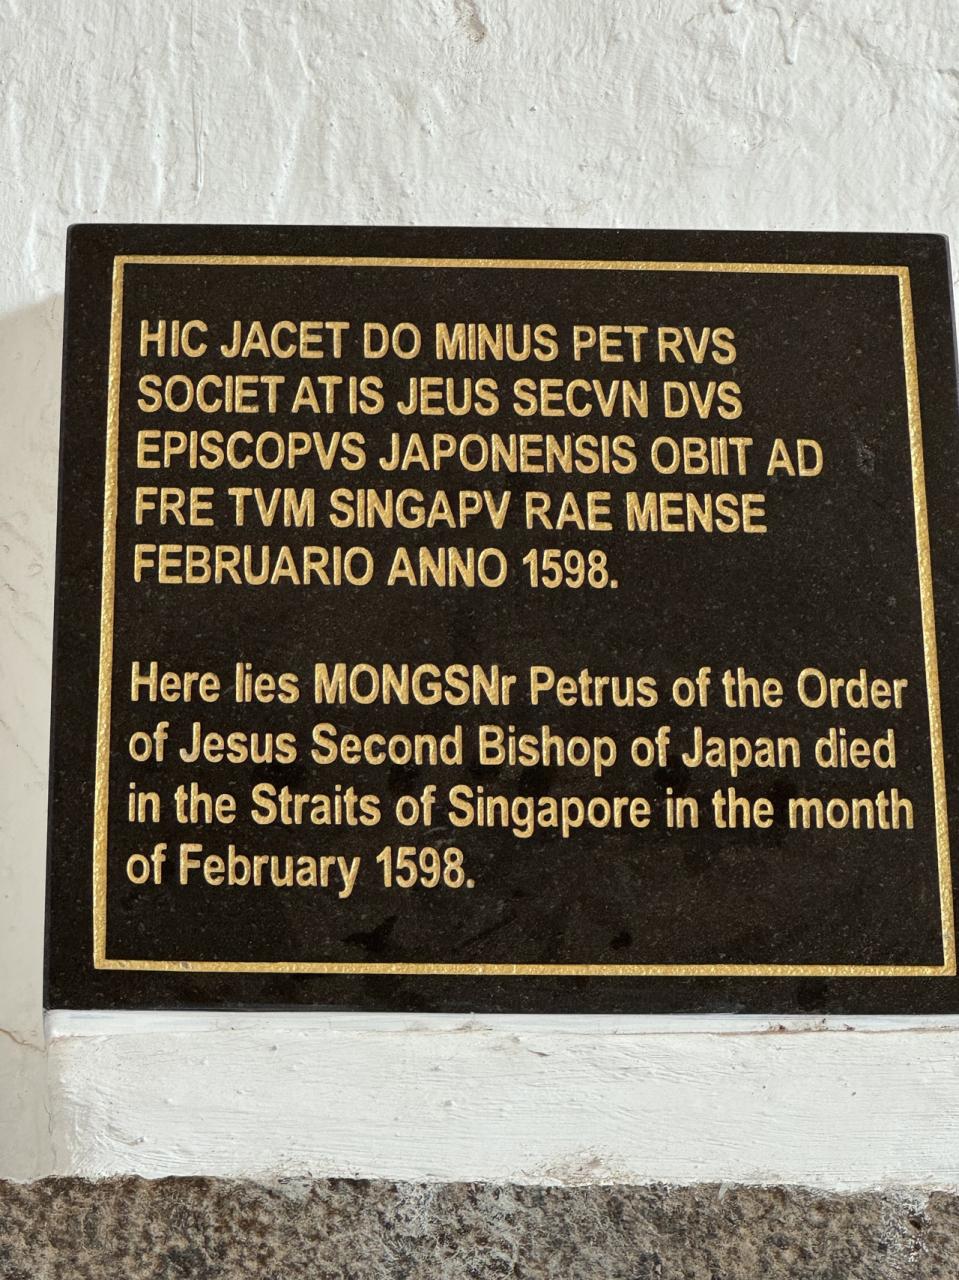 HIC JACET DO MINUS PET RVS
SOCIET ATIS JEUS SECVN DVS
EPISCOPVS JAPONENSIS OBIIT AD
FRE TVM SINGAPV RAE MENSE
FEBRUARIO ANNO 1598.
Here lies MONGSNr Petrus of the Order
of Jesus Second Bishop of Japan died
in the Straits of Singapore in the month
of February 1598.